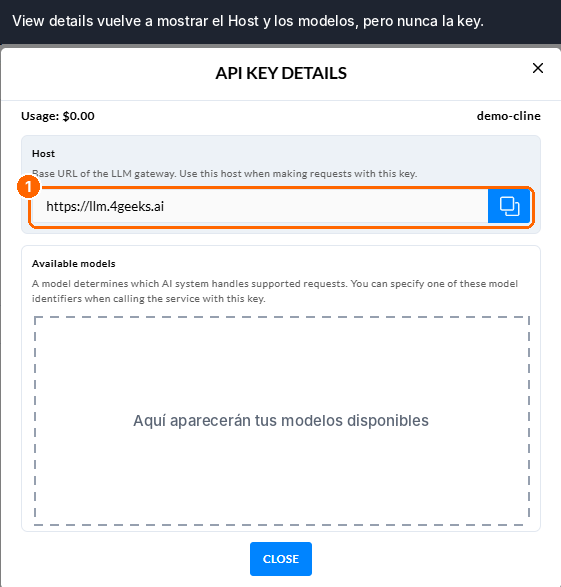 View details vuelve a mostrar el Host y los modelos, pero nunca la key.
API KEY DETAILS
Usage: $0.00
demo-cline
Host
Base URL of the LLM gateway. Use this host when making requests with this key.
1
https://llm.4geeks.ai
Available models
A model determines which AI system handles supported requests. You can specify one of these model
identifiers when calling the service with this key.
Aquí aparecerán tus modelos disponibles
CLOSE